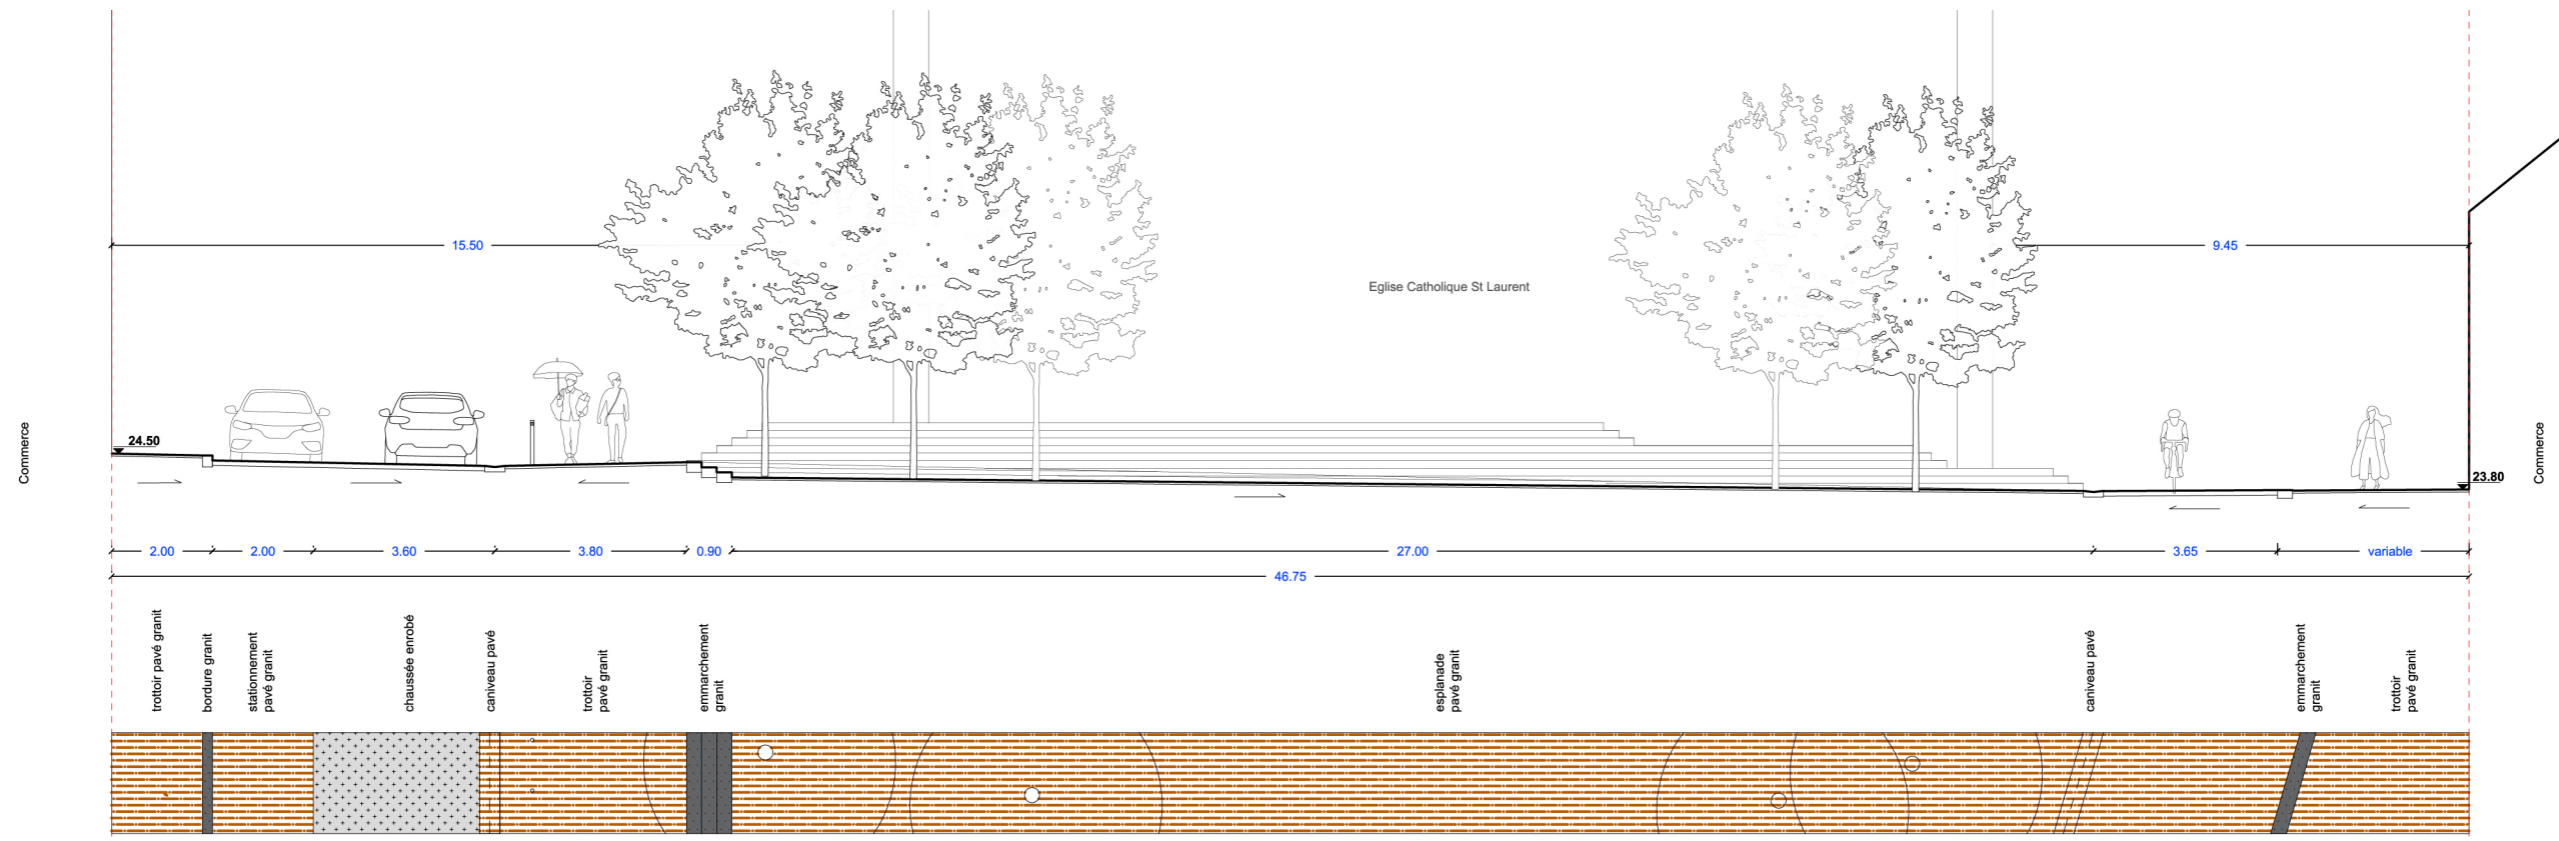 15.50
9.45
Eglise Catholique St Laurent
Commerce
24.50
23.80
Commerce
2.00
2.00
3.60
3.80
0.90
27.00
3.65
variable
46.75
trottoir pavé granit
bordure granit
stationnement
pavé granit
chaussée enrobé
caniveau pavé
trottoir
pavé granit
emmarchement
granit
esplanade
pavé granit
caniveau pavé
emmarchement
granit
trottoir
pavé granit